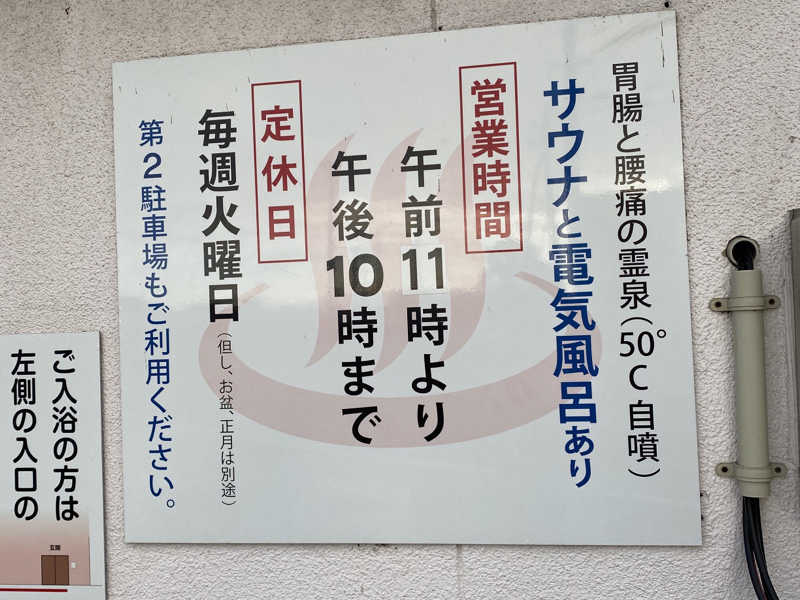 胃腸と腰痛の霊泉(50°C自噴)
サウナと電気風呂あり
営業時間
午前11時より
午後10時まで
定休日
毎週火曜日(但し、お盆、正月は別途)
第2駐車場もご利用ください。
ご入浴の方は
左側の入口の
玄関